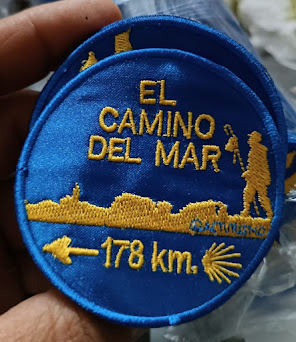 EL
CAMINO
DEL MAR
178 km.